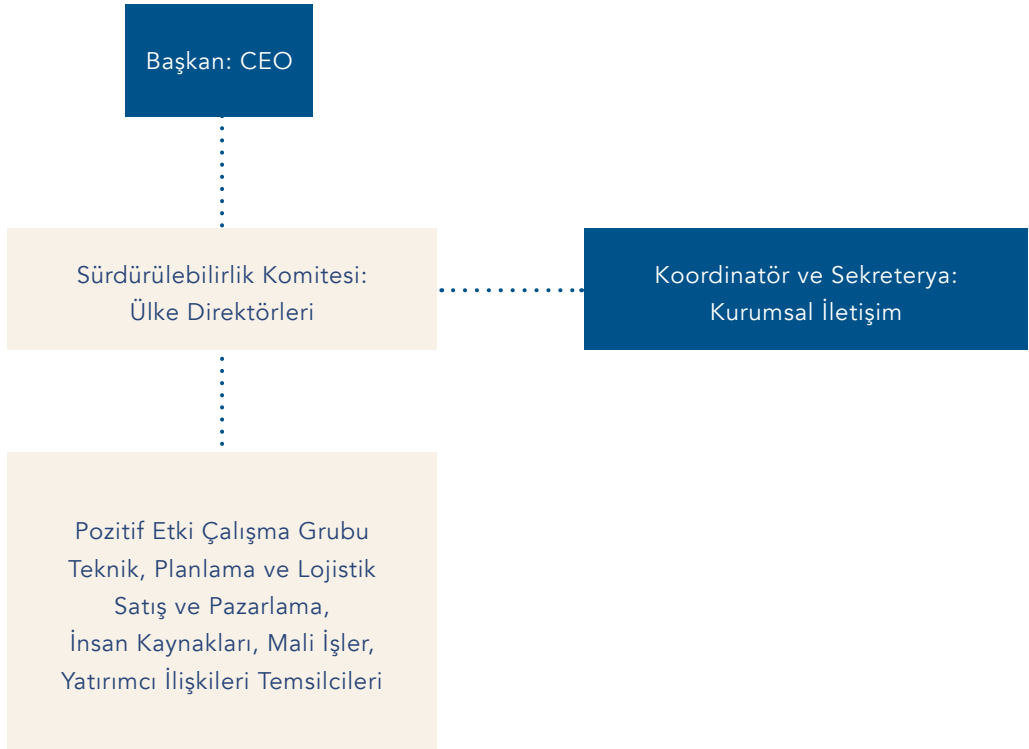 Başkan: CEO
Sürdürülebilirlik Komitesi:
Ülke Direktörleri
Koordinatör ve Sekreterya:
Kurumsal İletişim
Pozitif Etki Çalışma Grubu
Teknik, Planlama ve Lojistik
Satış ve Pazarlama,
İnsan Kaynakları, Mali İşler,
Yatırımcı İlişkileri Temsilcileri